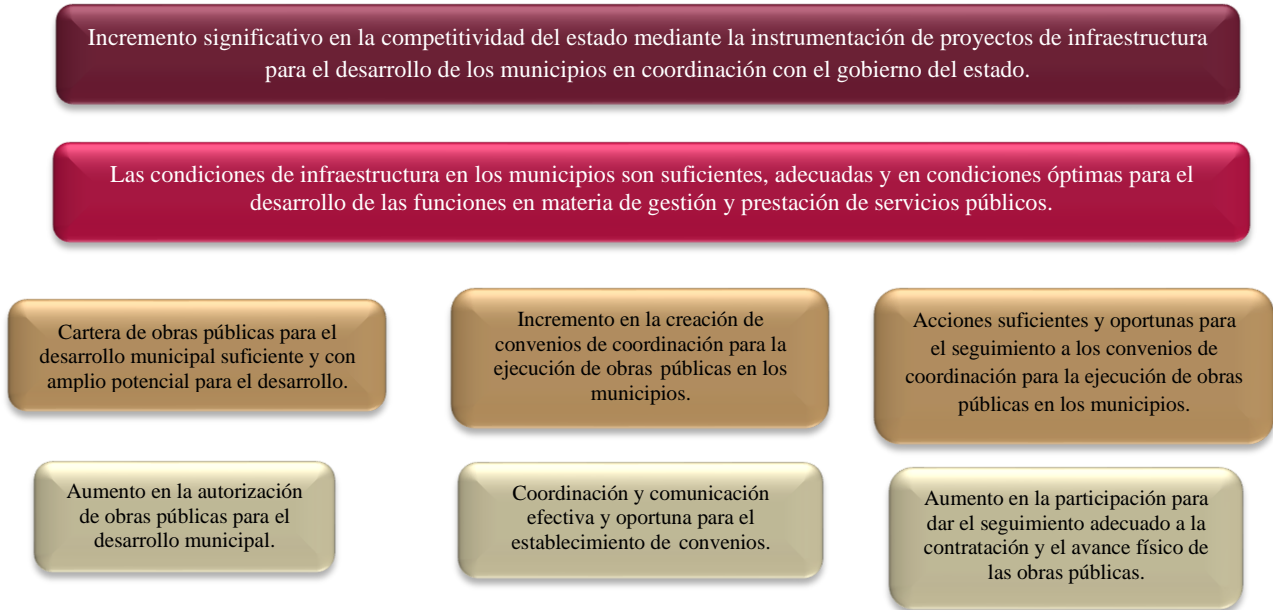 Incremento significativo en la competitividad del estado mediante la instrumentación de proyectos de infraestructura
para el desarrollo de los municipios en coordinación con el gobierno del estado.
Las condiciones de infraestructura en los municipios son suficientes, adecuadas y en condiciones óptimas para el
desarrollo de las funciones en materia de gestión y prestación de servicios públicos.
Cartera de obras públicas para el
desarrollo municipal suficiente y con
amplio potencial para el desarrollo.
Incremento en la creación de
convenios de coordinación para la
ejecución de obras públicas en los
municipios.
Acciones suficientes y oportunas para
el seguimiento a los convenios de
coordinación para la ejecución de obras
públicas en los municipios.
Aumento en la autorización
de obras públicas para el
desarrollo municipal.
Coordinación y comunicación
efectiva y oportuna para el
establecimiento de convenios.
Aumento en la participación para
dar el seguimiento adecuado a la
contratación y el avance físico de
las obras públicas.